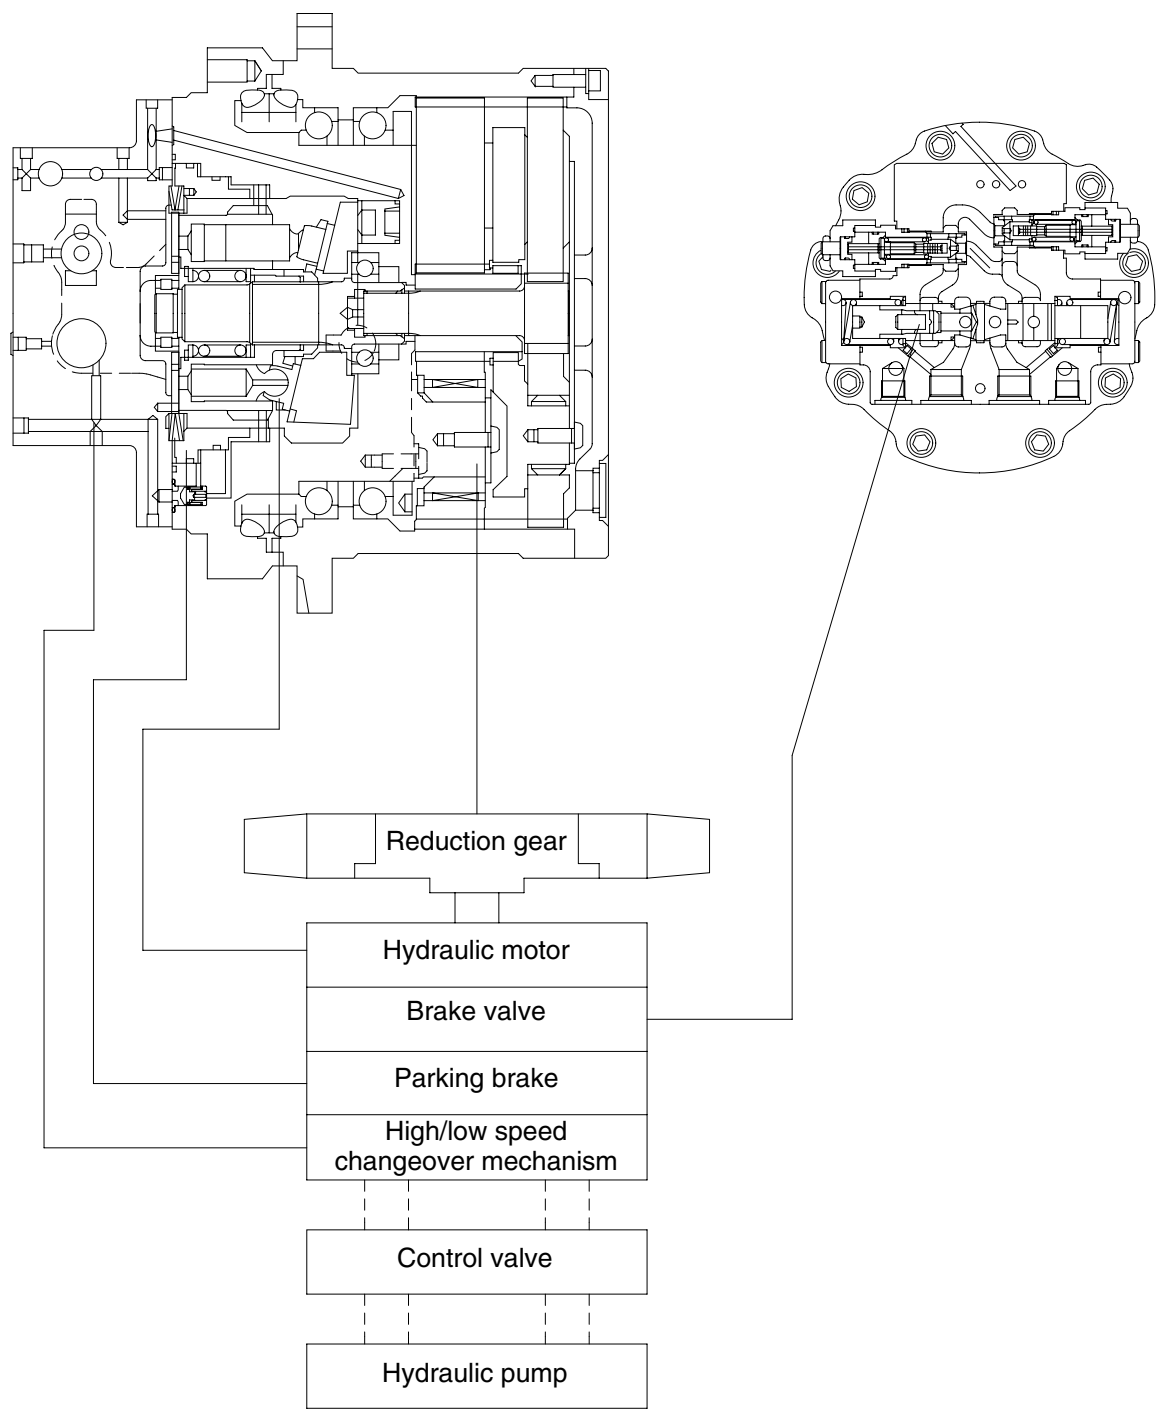 Reduction gear
Hydraulic motor
Brake valve
Parking brake
High/low speed
changeover mechanism
Control valve
Hydraulic pump